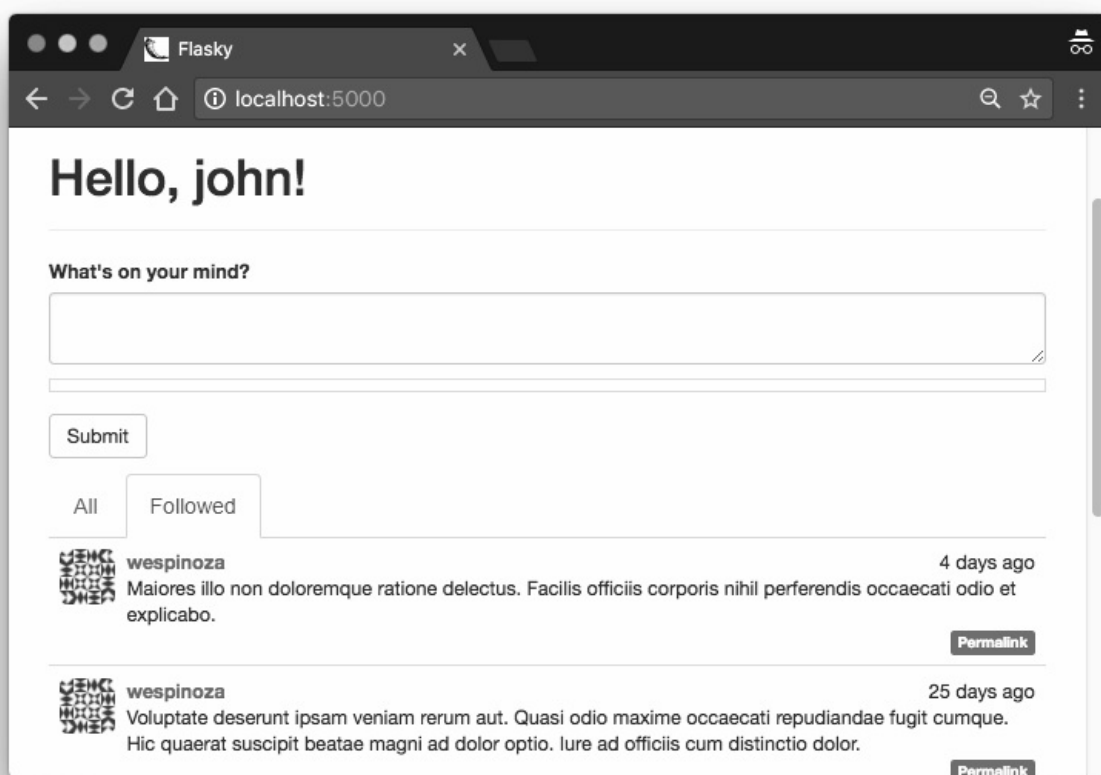 Flasky
localhost:5000
Hello, john!
What's on your mind?
Submit
All Followed
wespinoza 4 days ago
Maiores illo non doloremque ratione delectus. Facilis officiis corporis nihil perferendis occaecati odio et
explicabo.
Permalink
wespinoza 25 days ago
Voluptate deserunt ipsam veniam rerum aut. Quasi odio maxime occaecati repudiandae fugit cumque.
Hic quaerat suscipit beatae magni ad dolor optio. Iure ad officiis cum distinctio dolor.
Permalink